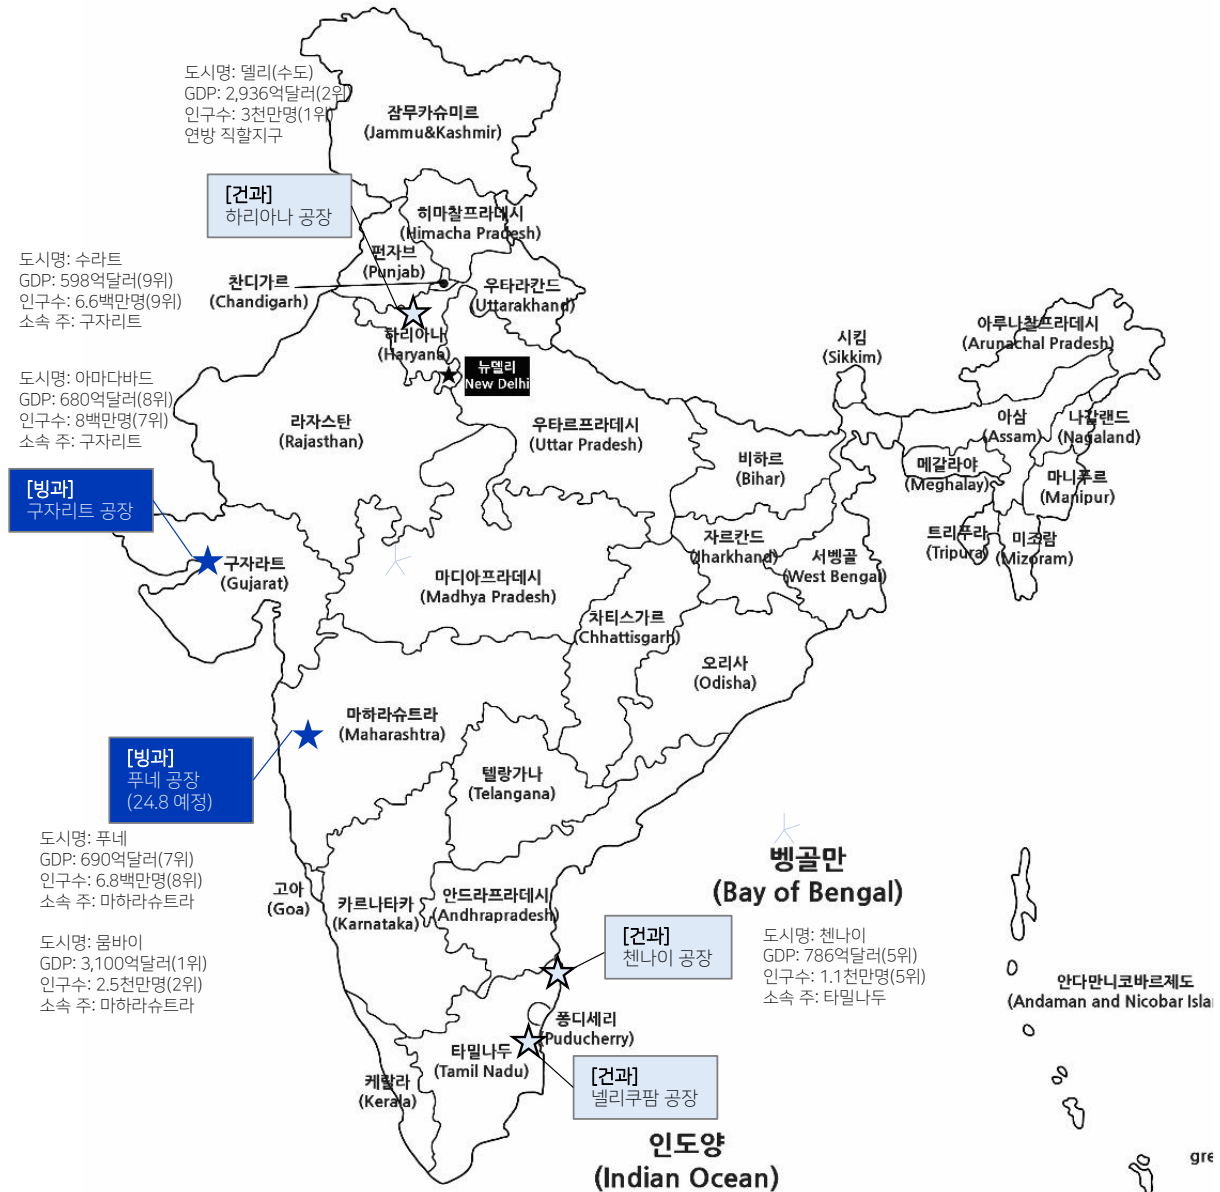 도시명: 델리(수도)
GDP: 2,936억달러(2위)
인구수: 3천만명(1위)
연방 직할지구
잠무카슈미르
(Jammu&Kashmir)
[건과]
하리아나 공장
히마찰프라데시
(Himacha Pradesh)
펀자브
(Punjab)
도시명: 수라트
GDP: 598억달러(9위)
인구수: 6.6백만명(9위)
소속 주: 구자리트
찬디가르
(Chandigarh)
우타라칸드
(Uttarakhand)
하리아나
(Haryana)
뉴델리
New Delhi
시킴
(Sikkim)
아루나찰프라데시
(Arunachal Pradesh)
도시명: 아마다바드
GDP: 680억달러(8위)
인구수: 8백만명(7위)
소속 주: 구자리트
라자스탄
(Rajasthan)
우타르프라데시
(Uttar Pradesh)
아삼
(Assam)
나갈랜드
(Nagaland)
비하르
(Bihar)
메갈라야
(Meghalay)
마니푸르
(Manipur)
[빙과]
구자리트 공장
자르칸드
(Jharkhand)
서벵골
(West Bengal)
트리푸라
(Tripura)
미조람
(Mizoram)
구자라트
(Gujarat)
마디아프라데시
(Madhya Pradesh)
차티스가르
(Chhattisgarh)
오리사
(Odisha)
마하라슈트라
(Maharashtra)
[빙과]
푸네 공장
(24.8 예정)
텔랑가나
(Telangana)
도시명: 푸네
GDP: 690억달러(7위)
인구수: 6.8백만명(8위)
소속 주: 마하라슈트라
벵골만
(Bay of Bengal)
고아
(Goa)
카르나타카
(Karnataka)
안드라프라데시
(Andhrapradesh)
[건과]
첸나이 공장
도시명: 첸나이
GDP: 786억달러(5위)
인구수: 1.1천만명(5위)
소속 주: 타밀나두
도시명: 뭄바이
GDP: 3,100억달러(1위)
인구수: 2.5천만명(2위)
소속 주: 마하라슈트라
안다만니코바르제도
(Andaman and Nicobar Islar
퐁디세리
(Puducherry)
타밀나두
(Tamil Nadu)
케랄라
(Kerala)
[건과]
넬리쿠팜 공장
인도양
(Indian Ocean)
gre